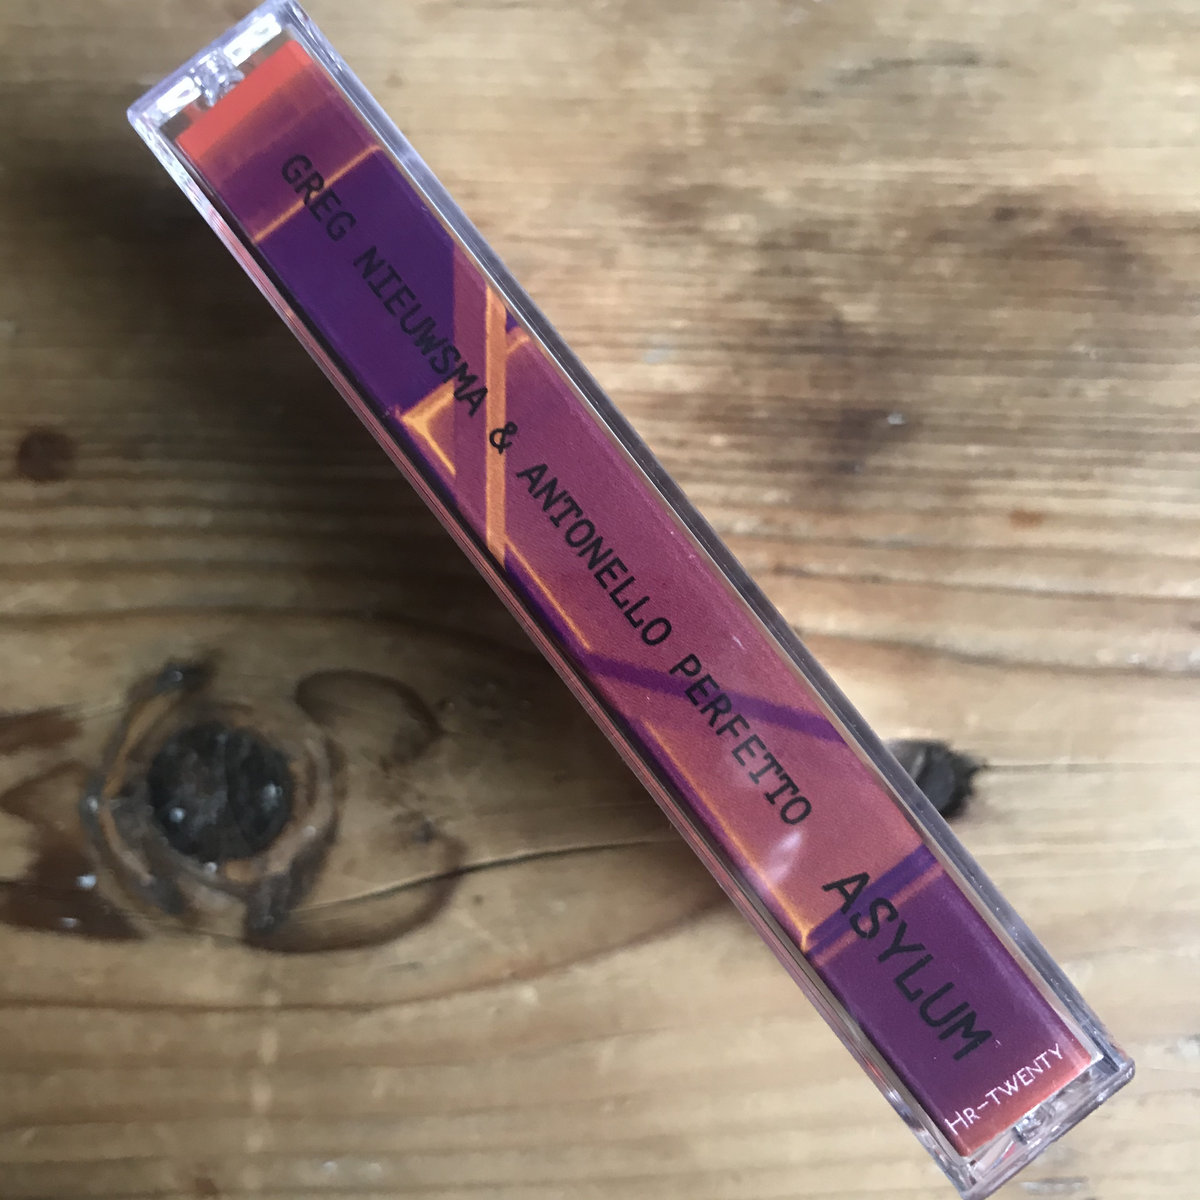 GREG NIEUWSMA & ANTONELLO PERFETTO ASYLUM
HR-TWENTY